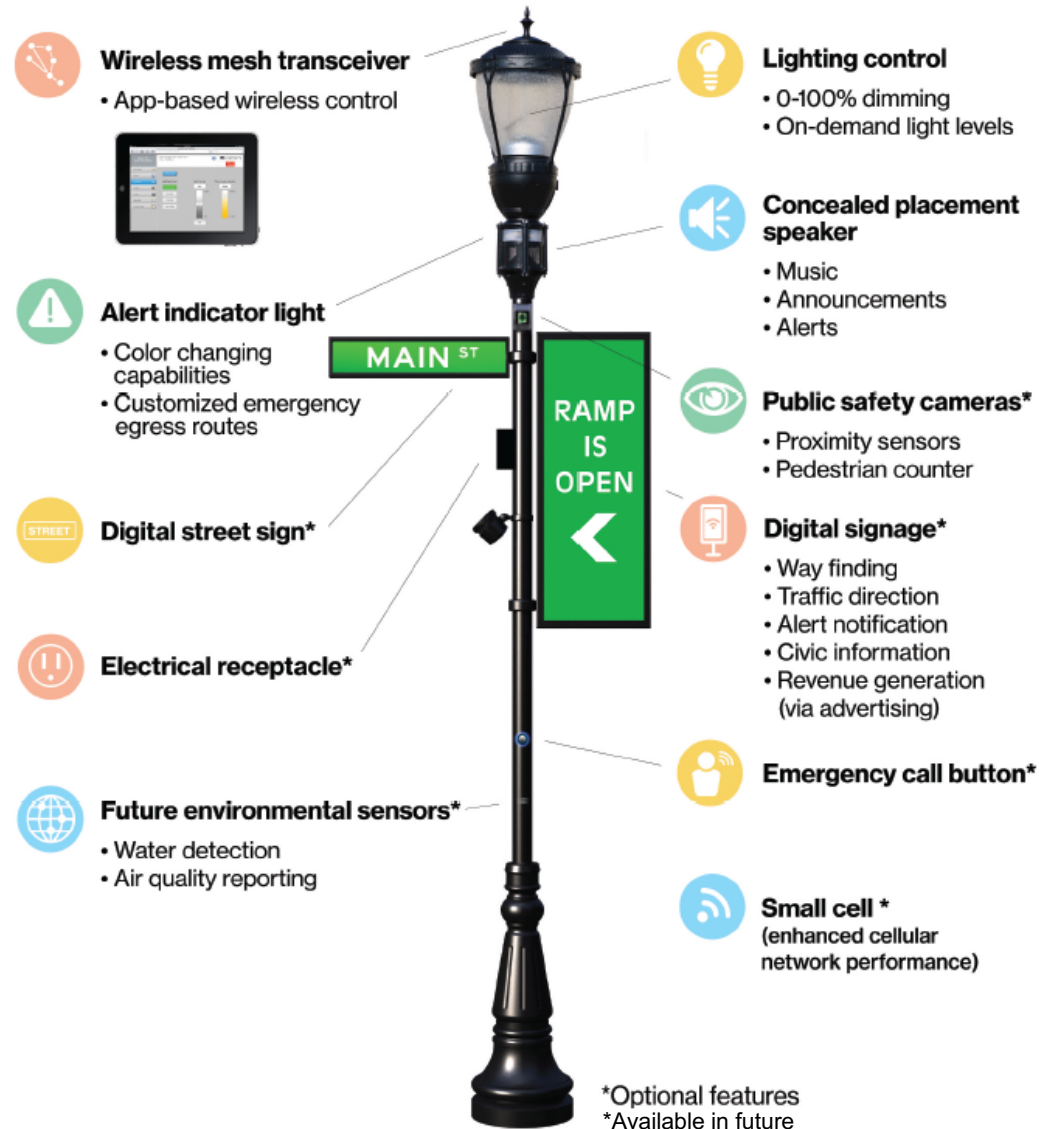 Wireless mesh transceiver
• App-based wireless control
Alert indicator light
• Color changing
capabilities
• Customized emergency
egress routes
STREET
Digital street sign*
Electrical receptacle*
Future environmental sensors*
• Water detection
• Air quality reporting
MAIN ST
RAMP
IS
OPEN
Lighting control
• 0-100% dimming
• On-demand light levels
Concealed placement
speaker
• Music
• Announcements
• Alerts
Public safety cameras*
• Proximity sensors
• Pedestrian counter
Digital signage*
• Way finding
• Traffic direction
• Alert notification
• Civic information
• Revenue generation
(via advertising)
Emergency call button*
Small cell *
(enhanced cellular
network performance)
*Optional features
*Available in future